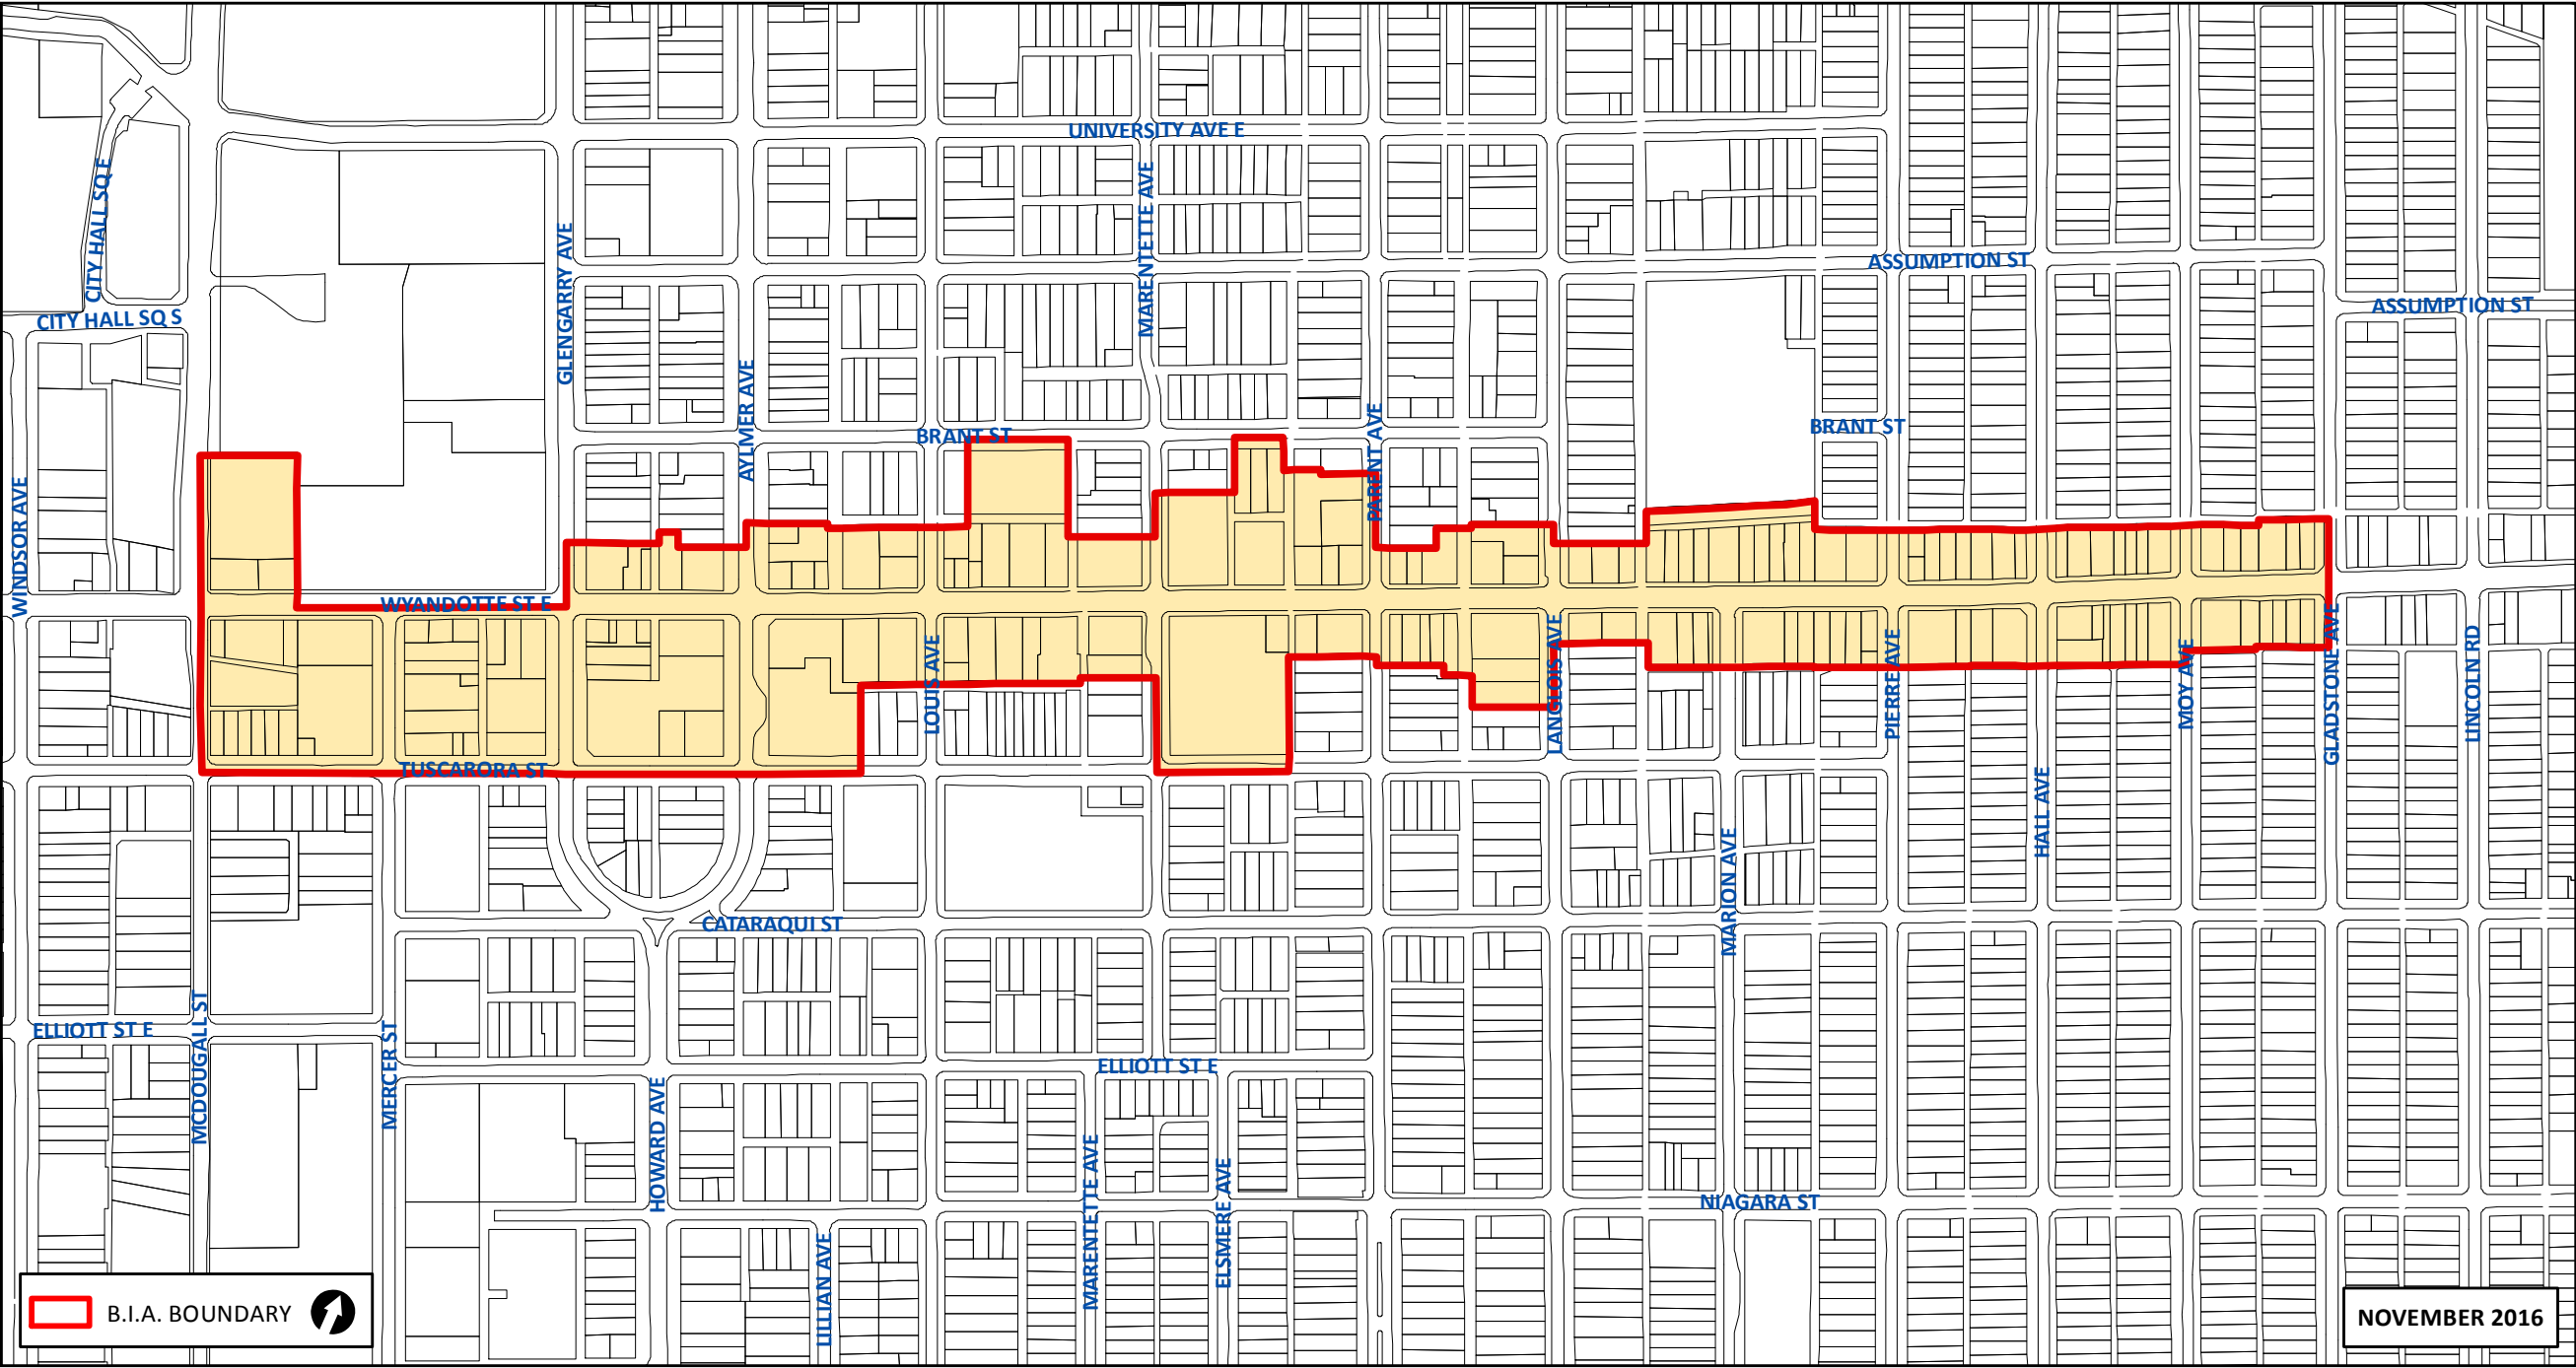 UNIVERSITY AVE E
CITY HALL SQ E
MARENTETTE AVE
GLENGARRY AVE
ASSUMPTION ST
ASSUMPTION ST
CITY HALL SQ S
AYLMER AVE
PARENT AVE
BRANT ST
BRANT ST
WINDSOR AVE
WYANDOTTE ST E
LOUIS AVE
LANGLOIS AVE
PIERRE AVE
MOY AVE
GLADSTONE AVE
LINCOLN RD
TUSCARORA ST
HALL AVE
MARION AVE
CATARAQUI ST
MCDOUGALL ST
ELLIOTT ST E
MERCER ST
ELLIOTT ST E
HOWARD AVE
MARENTETTE AVE
ELSMERE AVE
NIAGARA ST
LILLIAN AVE
B.I.A. BOUNDARY
NOVEMBER 2016